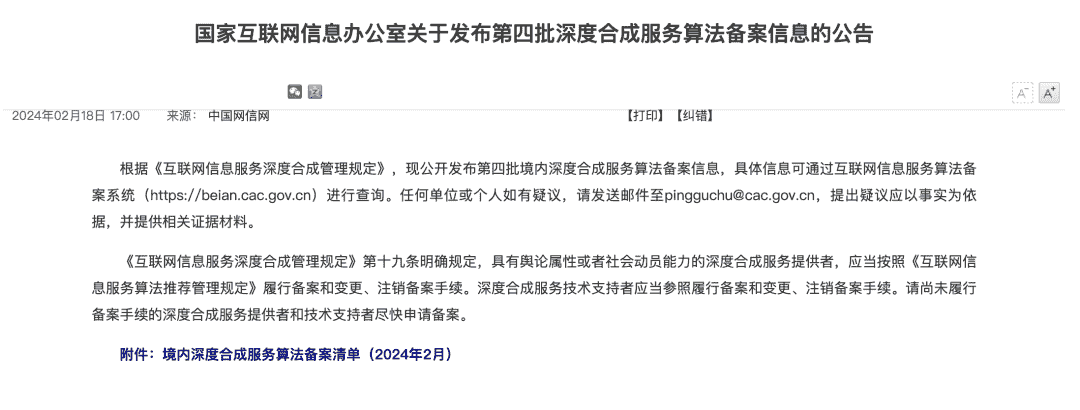 国家互联网信息办公室关于发布第四批深度合成服务算法备案信息的公告
A- A+
2024年02月18日 17:00 来源： 中国网信网 【打印】【纠错】
根据《互联网信息服务深度合成管理规定》，现公开发布第四批境内深度合成服务算法备案信息，具体信息可通过互联网信息服务算法备
案系统（https://beian.cac.gov.cn）进行查询。任何单位或个人如有疑议，请发送邮件至pingguchu@cac.gov.cn，提出疑议应以事实为依
据，并提供相关证据材料。
《互联网信息服务深度合成管理规定》第十九条明确规定，具有舆论属性或者社会动员能力的深度合成服务提供者，应当按照《互联网信
息服务算法推荐管理规定》履行备案和变更、注销备案手续。深度合成服务技术支持者应当参照履行备案和变更、注销备案手续。请尚未履行
备案手续的深度合成服务提供者和技术支持者尽快申请备案。
附件：境内深度合成服务算法备案清单（2024年2月）